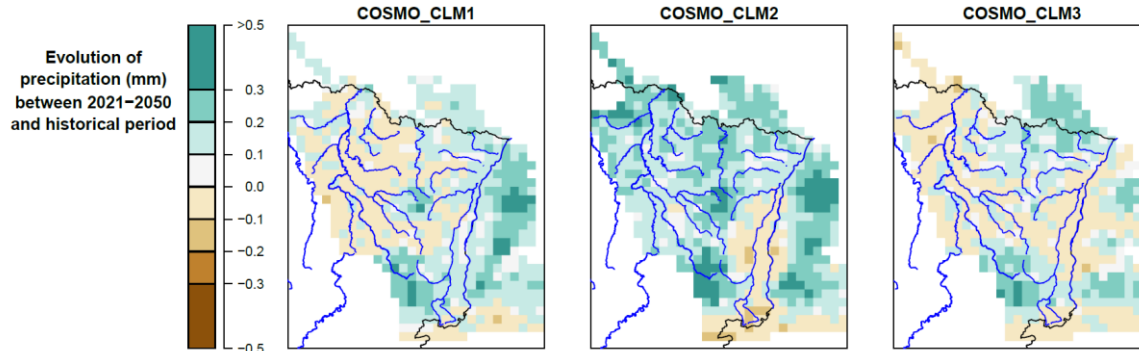 COSMO_CLM1
COSMO_CLM2
COSMO_CLM3
Evolution of
precipitation (mm)
between 2021−2050
and historical period
>0.5
0.3
0.2
0.1
0.0
−0.1
−0.2
−0.3
>−0.5